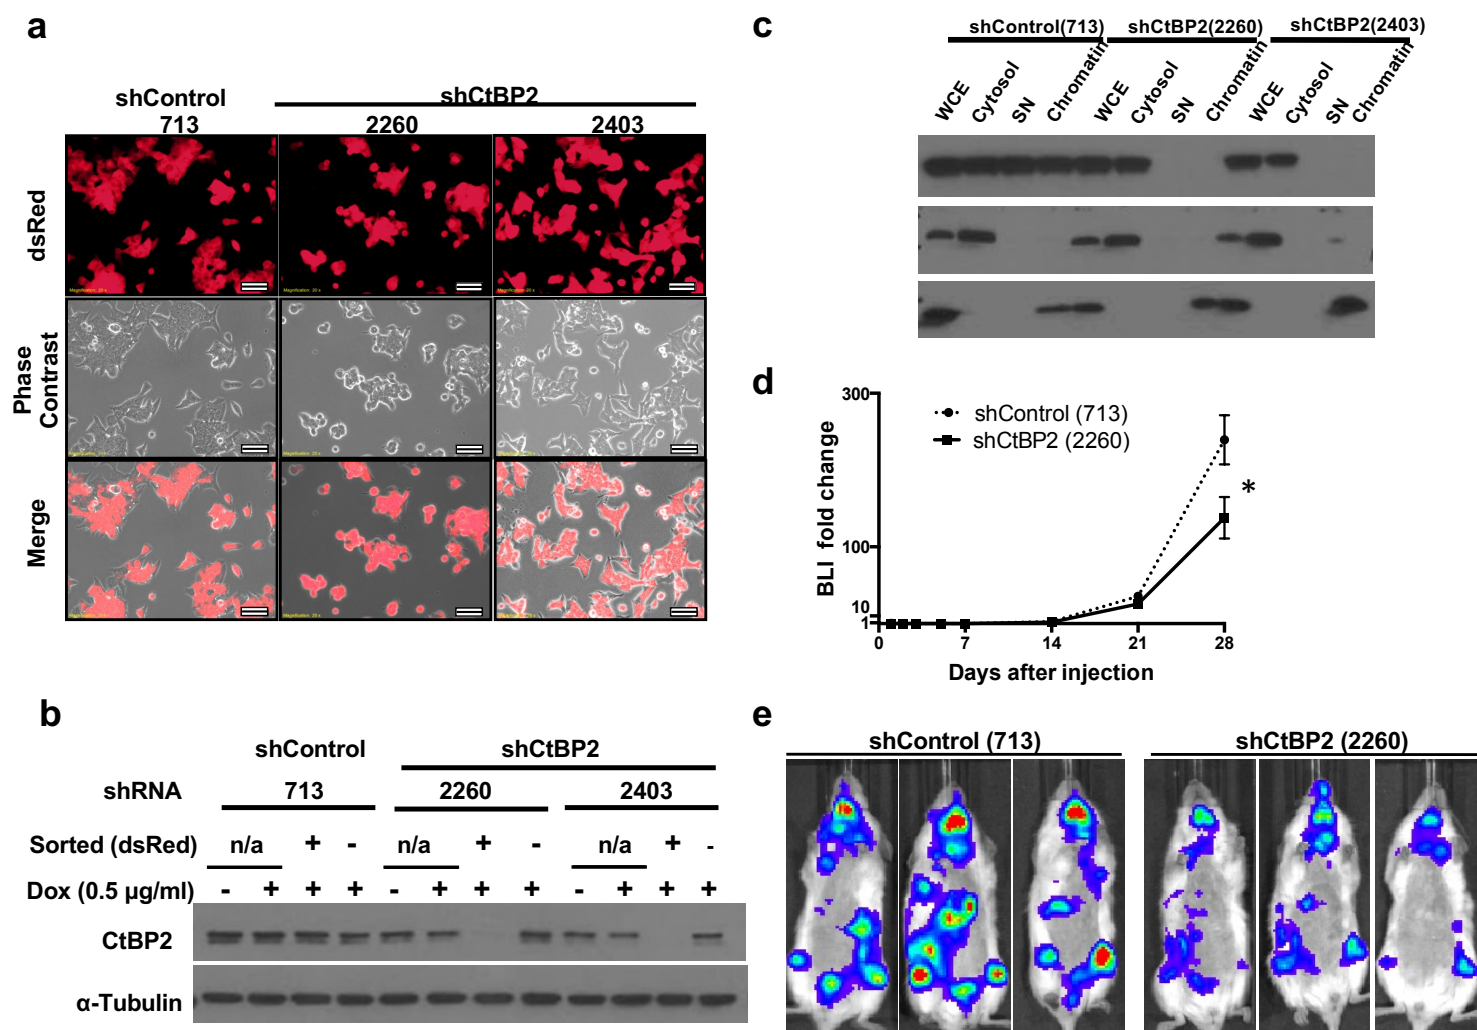 a
shControl
shCtBP2
713
2260
2403
dsRed
Phase
Contrast
Merge
b
shControl
shCtBP2
shRNA
713
2260
2403
Sorted (dsRed)
n/a + - n/a + - n/a + -
Dox (0.5 µg/ml)
- + + + - + + + - + + +
CtBP2
α-Tubulin
c
shControl(713)
shCtBP2(2260)
shCtBP2(2403)
WCE
Cytosol
SN
Chromatin
WCE
Cytosol
SN
Chromatin
WCE
Cytosol
SN
Chromatin
d
300
100
10
1
BLI fold change
shControl (713)
shCtBP2 (2260)
*
0 7 14 21 28
Days after injection
e
shControl (713)
shCtBP2 (2260)